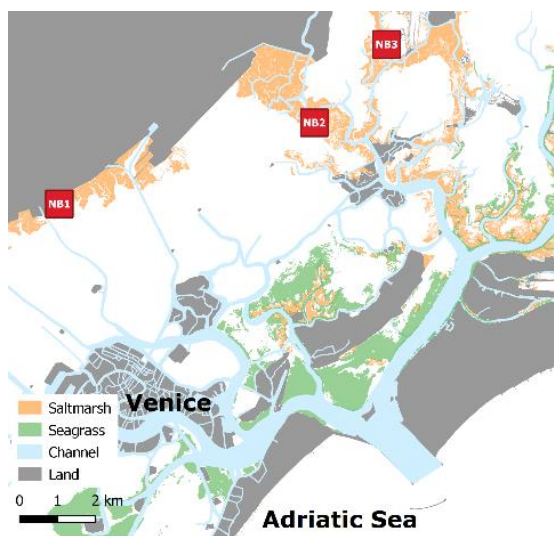 NB3
NB2
NB1
Venice
Saltmarsh
Seagrass
Channel
Land
0 1 2 km
Adriatic Sea